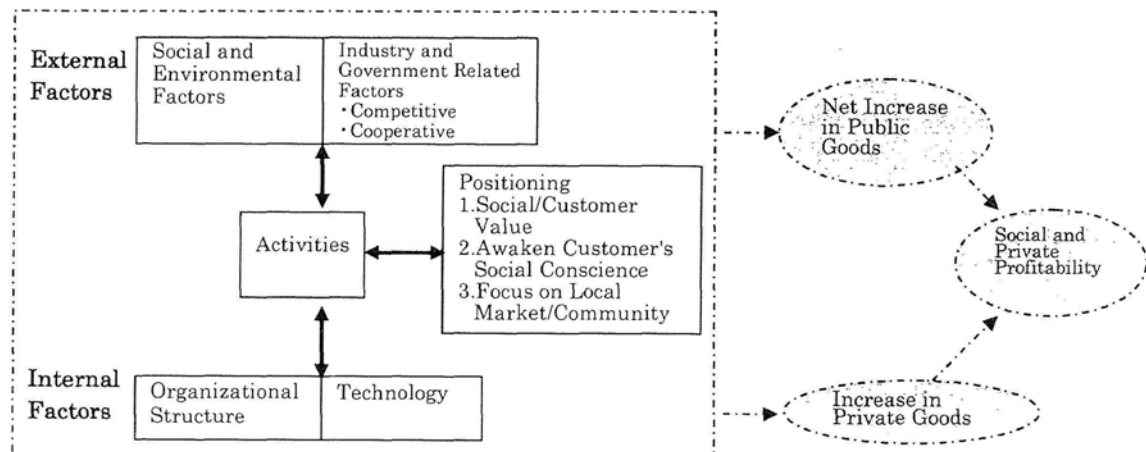 External
Factors
Social and
Environmental
Factors
Industry and
Government Related
Factors
・Competitive
・Cooperative
Net Increase
in Public
Goods
Activities
Positioning
1.Social/Customer
Value
2.Awaken Customer's
Social Conscience
3.Focus on Local
Market/Community
Social and
Private
Profitability
Internal
Factors
Organizational
Structure
Technology
Increase in
Private Goods